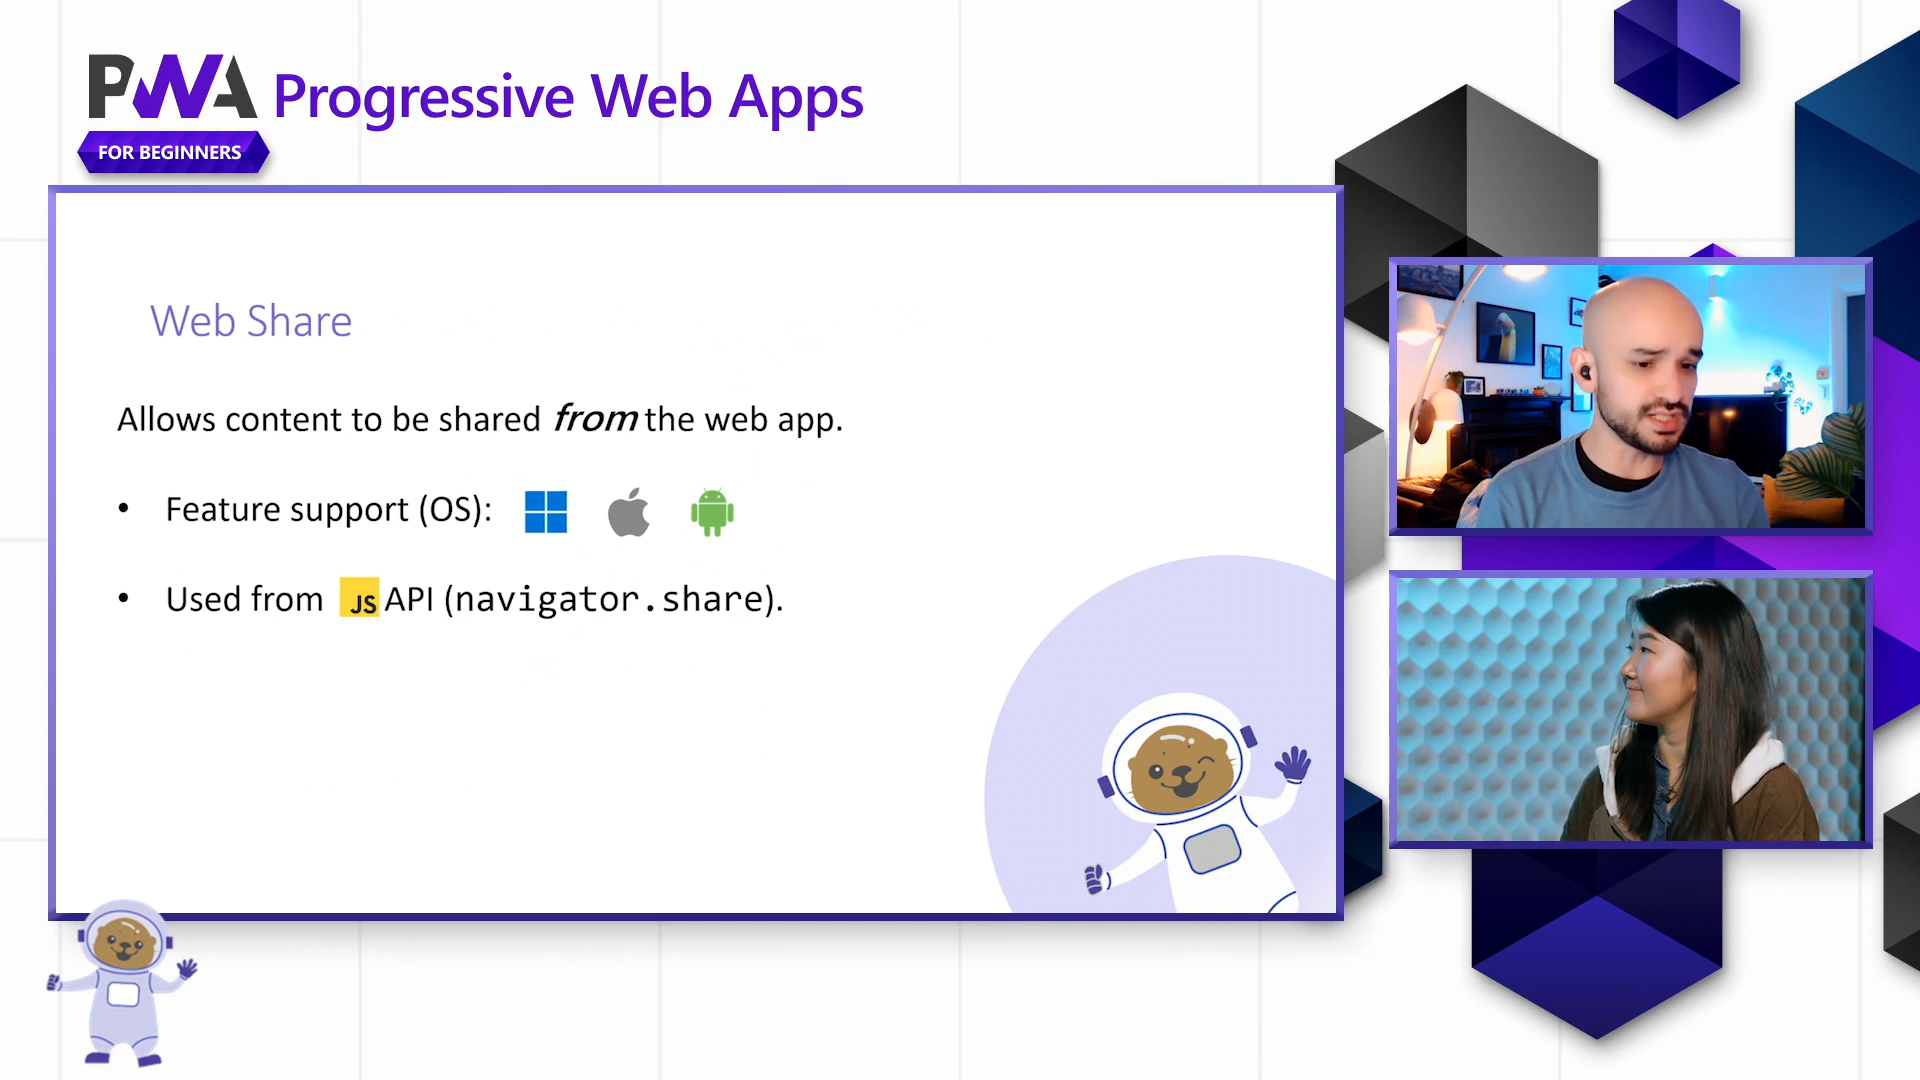 PWA Progressive Web Apps
FOR BEGINNERS
Web Share
Allows content to be shared from the web app.
• Feature support (OS):
• Used from JS API (navigator.share).